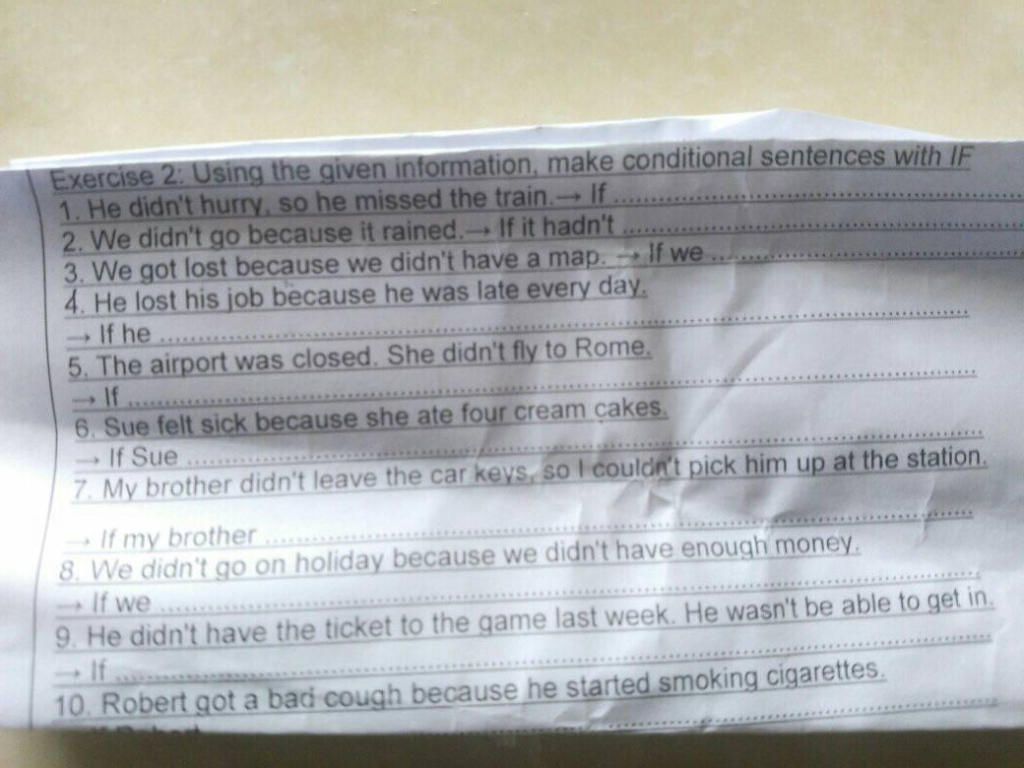 Exercise 2: Using the given information, make conditional sentences with IF
1. He didn't hurry, so he missed the train.→ If ......................................................
2. We didn't go because it rained.→ If it hadn't ......................................................
3. We got lost because we didn't have a map. → If we ......................................................
4. He lost his job because he was late every day.
→ If he ......................................................
5. The airport was closed. She didn't fly to Rome.
→ If ......................................................
6. Sue felt sick because she ate four cream cakes.
→ If Sue ......................................................
7. My brother didn't leave the car keys, so I couldn't pick him up at the station.
→ If my brother ......................................................
8. We didn't go on holiday because we didn't have enough money.
→ If we ......................................................
9. He didn't have the ticket to the game last week. He wasn't be able to get in.
→ If ......................................................
10. Robert got a bad cough because he started smoking cigarettes.